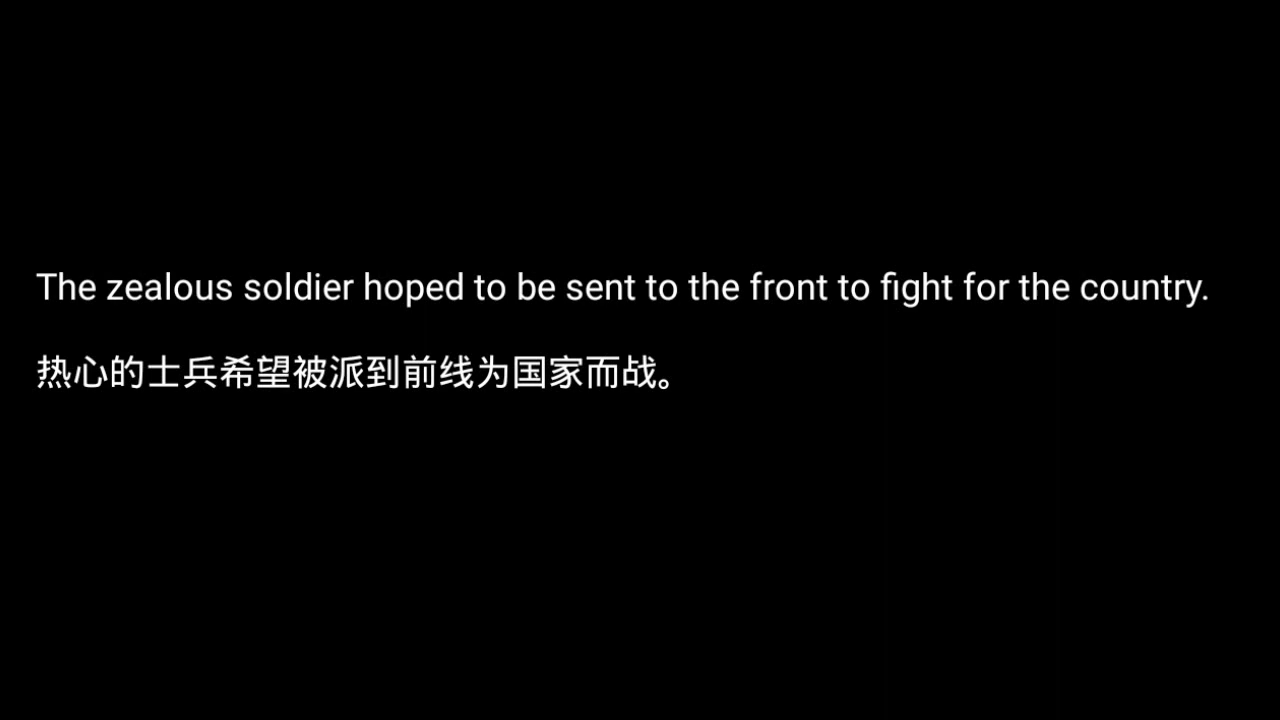 The zealous soldier hoped to be sent to the front to fight for the country.
热心的士兵希望被派到前线为国家而战。